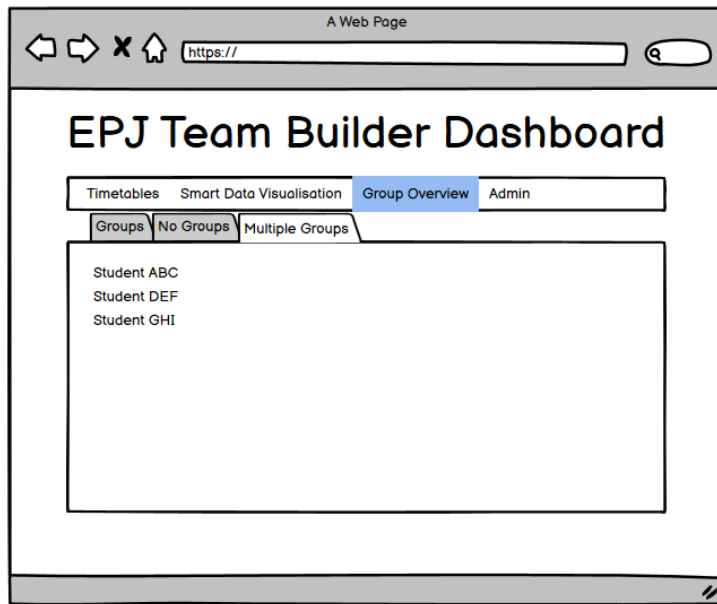 A Web Page
https://
EPJ Team Builder Dashboard
Timetables Smart Data Visualisation Group Overview Admin
Groups No Groups Multiple Groups
Student ABC
Student DEF
Student GHI